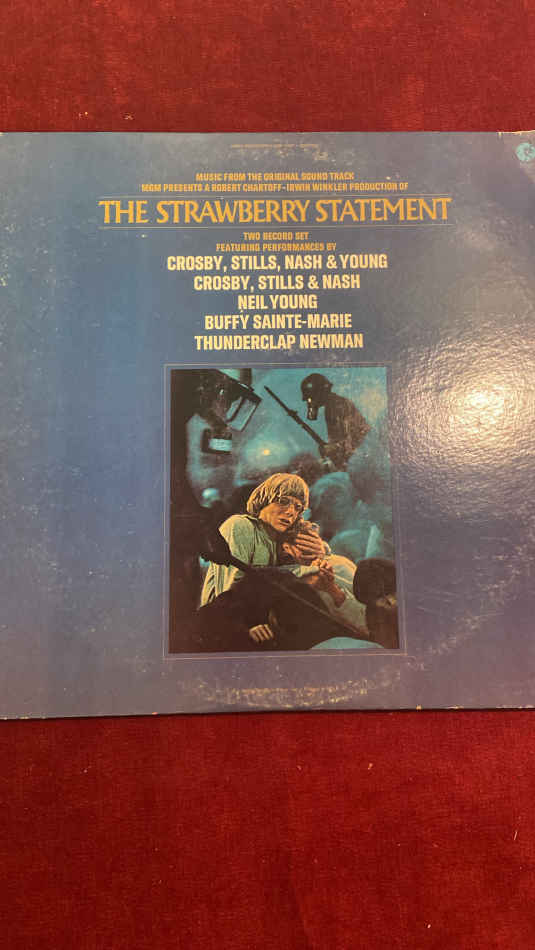 MUSIC FROM THE ORIGINAL SOUND TRACK
MGM PRESENTS A ROBERT CHARTOFF-IRWIN WINKLER PRODUCTION OF
THE STRAWBERRY STATEMENT
TWO RECORD SET
FEATURING PERFORMANCES BY
CROSBY, STILLS, NASH & YOUNG
CROSBY, STILLS & NASH
NEIL YOUNG
BUFFY SAINTE-MARIE
THUNDERCLAP NEWMAN